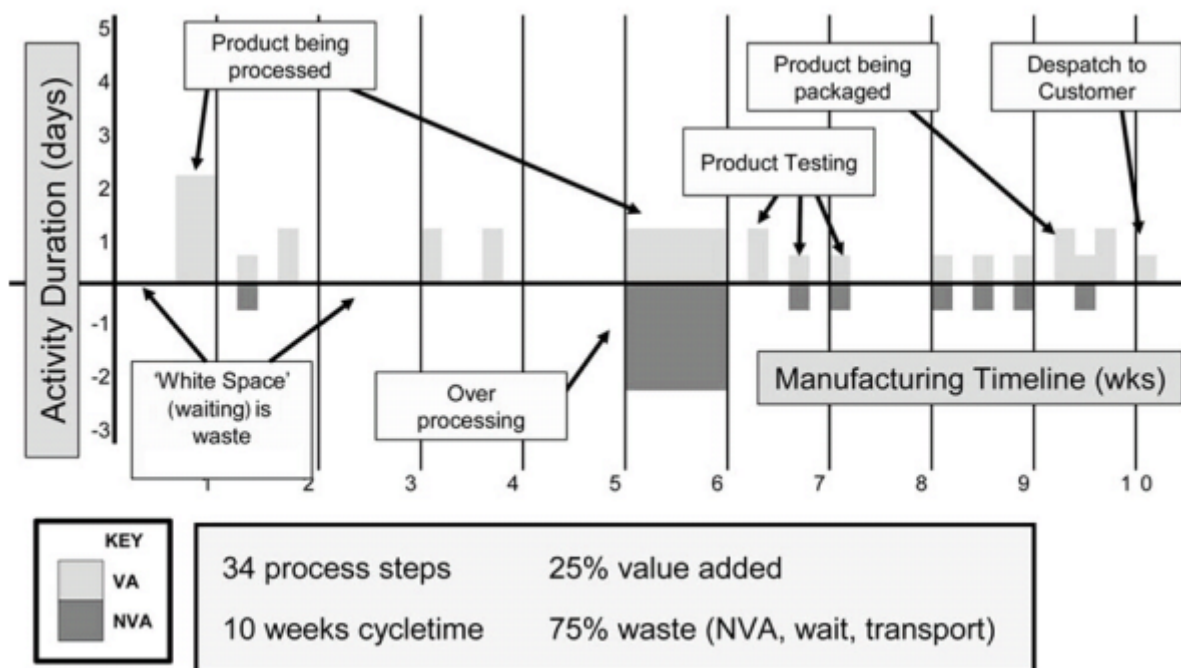 5
4
3
2
1
-1
-2
-3
Activity Duration (days)
Product being
processed
Product being
packaged
Despatch to
Customer
Product Testing
'White Space'
(waiting) is
waste
Over
processing
Manufacturing Timeline (wks)
1 2 3 4 5 6 7 8 9 10
KEY
VA
NVA
34 process steps 25% value added
10 weeks cycletime 75% waste (NVA, wait, transport)